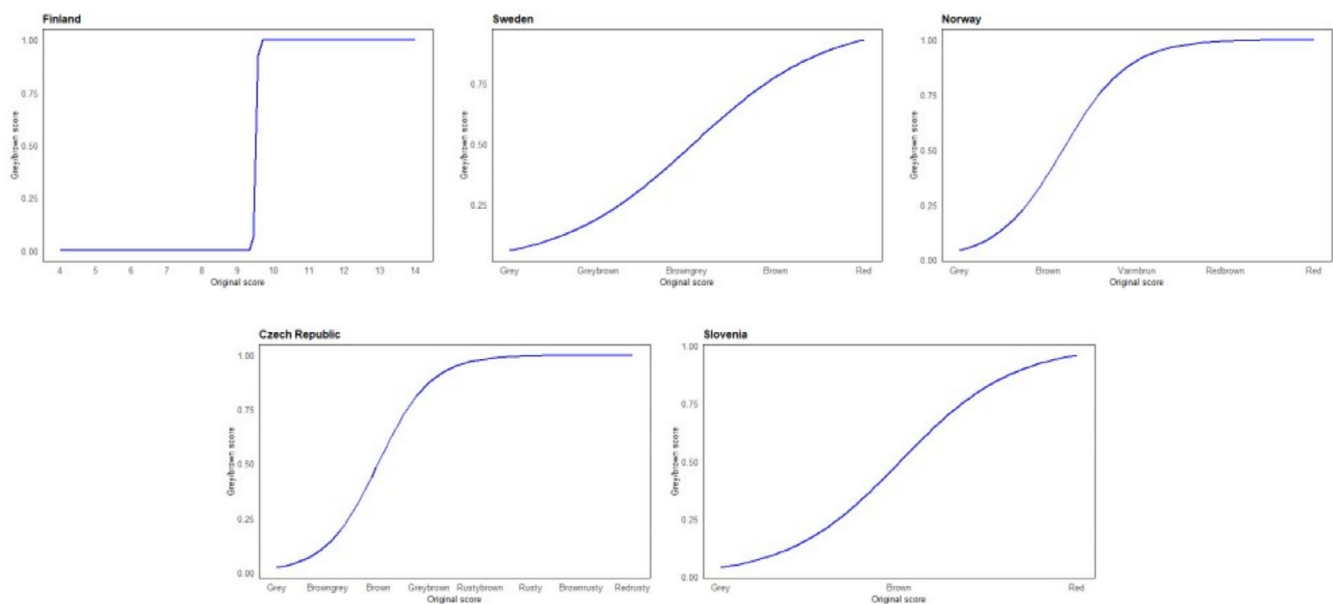 Finland
Grey/brown score
1.00
0.75
0.50
0.25
0.00
4 5 6 7 8 9 10 11 12 13 14
Original score
Sweden
Grey/brown score
0.75
0.50
0.25
Grey Greybrown Browngrey Brown Red
Original score
Norway
Grey/brown score
1.00
0.75
0.50
0.25
0.00
Grey Brown Varmbrun Redbrown Red
Original score
Czech Republic
Grey/brown score
1.00
0.75
0.50
0.25
0.00
Grey Browngrey Brown Greybrown Rustybrown Rusty Brownrusty Redrusty
Original score
Slovenia
Grey/brown score
1.00
0.75
0.50
0.25
0.00
Grey Brown Red
Original score